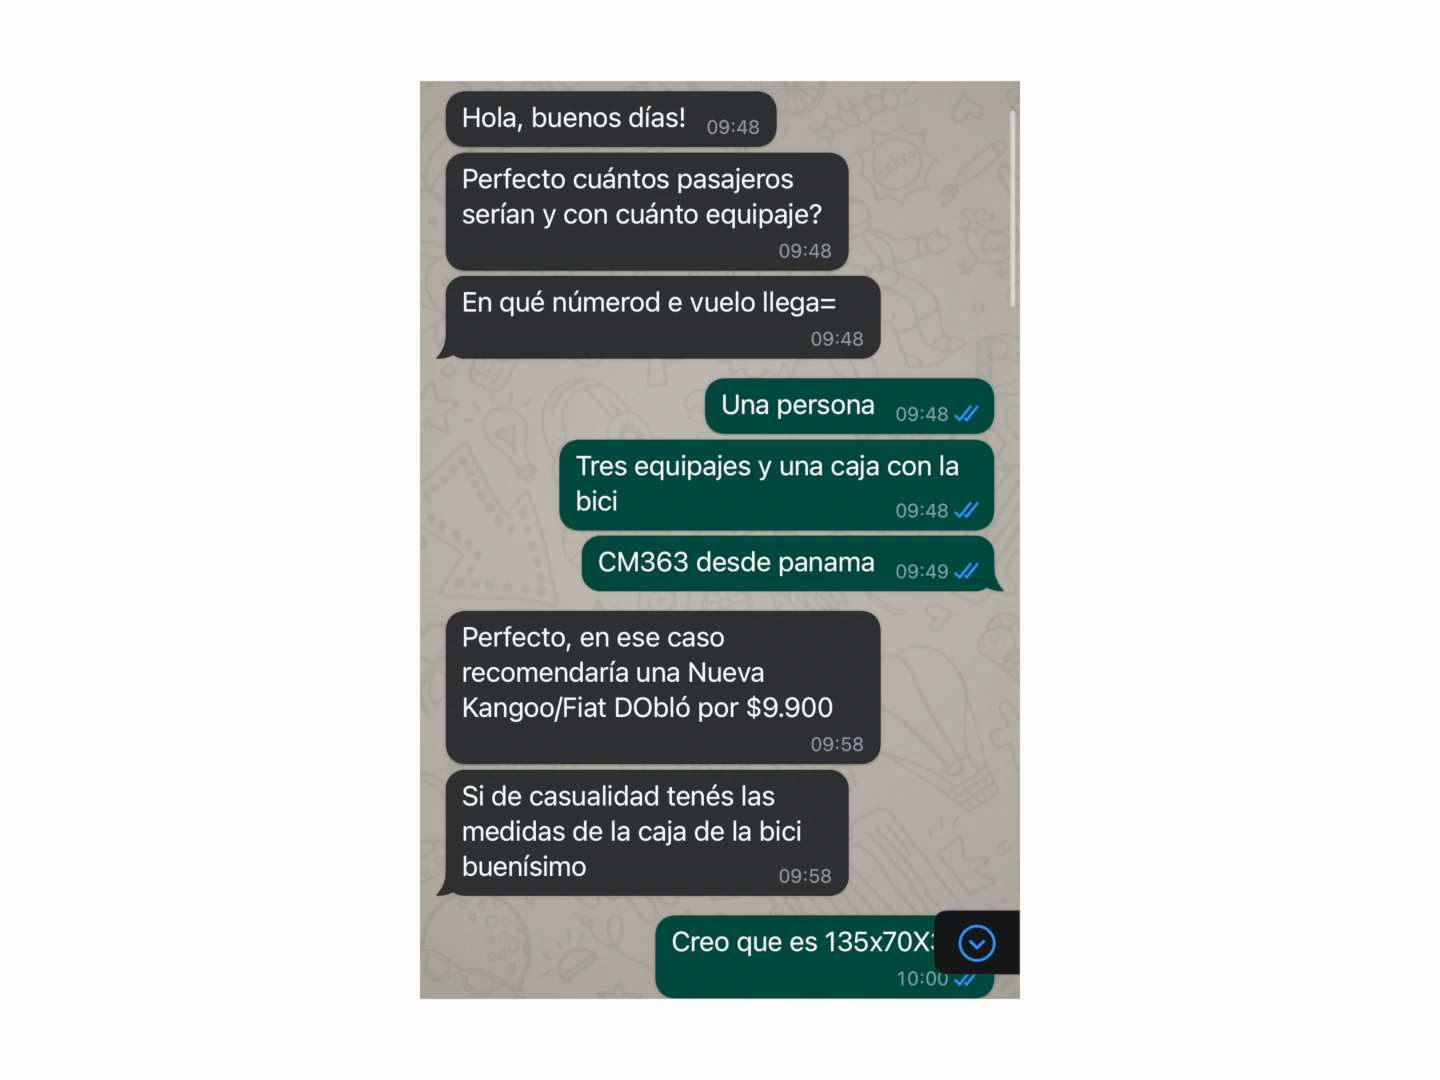 Hola, buenos días! 09:48
Perfecto cuántos pasajeros
serían y con cuánto equipaje?
09:48
En qué númerod e vuelo llega=
09:48
Una persona 09:48
Tres equipajes y una caja con la
bici 09:48
CM363 desde panama 09:49
Perfecto, en ese caso
recomendaría una Nueva
Kangoo/Fiat DObló por $9.900
09:58
Si de casualidad tenés las
medidas de la caja de la bici
buenísimo 09:58
Creo que es
10:00